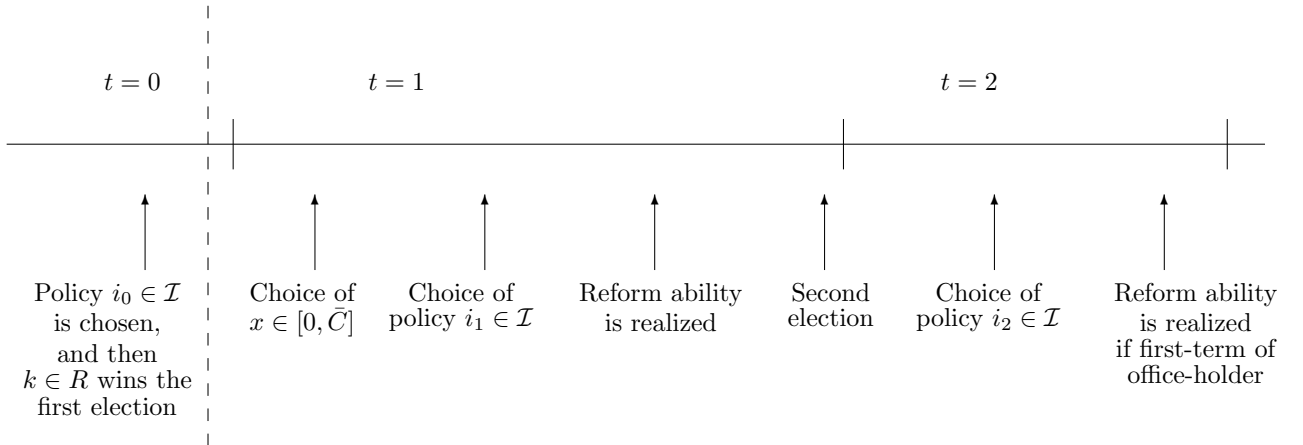 t = 0
t = 1
t = 2
Policy i₀ ∈ ℐ
is chosen,
and then
k ∈ R wins the
first election
Choice of
x ∈ [0, C̄]
Choice of
policy i₁ ∈ ℐ
Reform ability
is realized
Second
election
Choice of
policy i₂ ∈ ℐ
Reform ability
is realized
if first-term of
office-holder